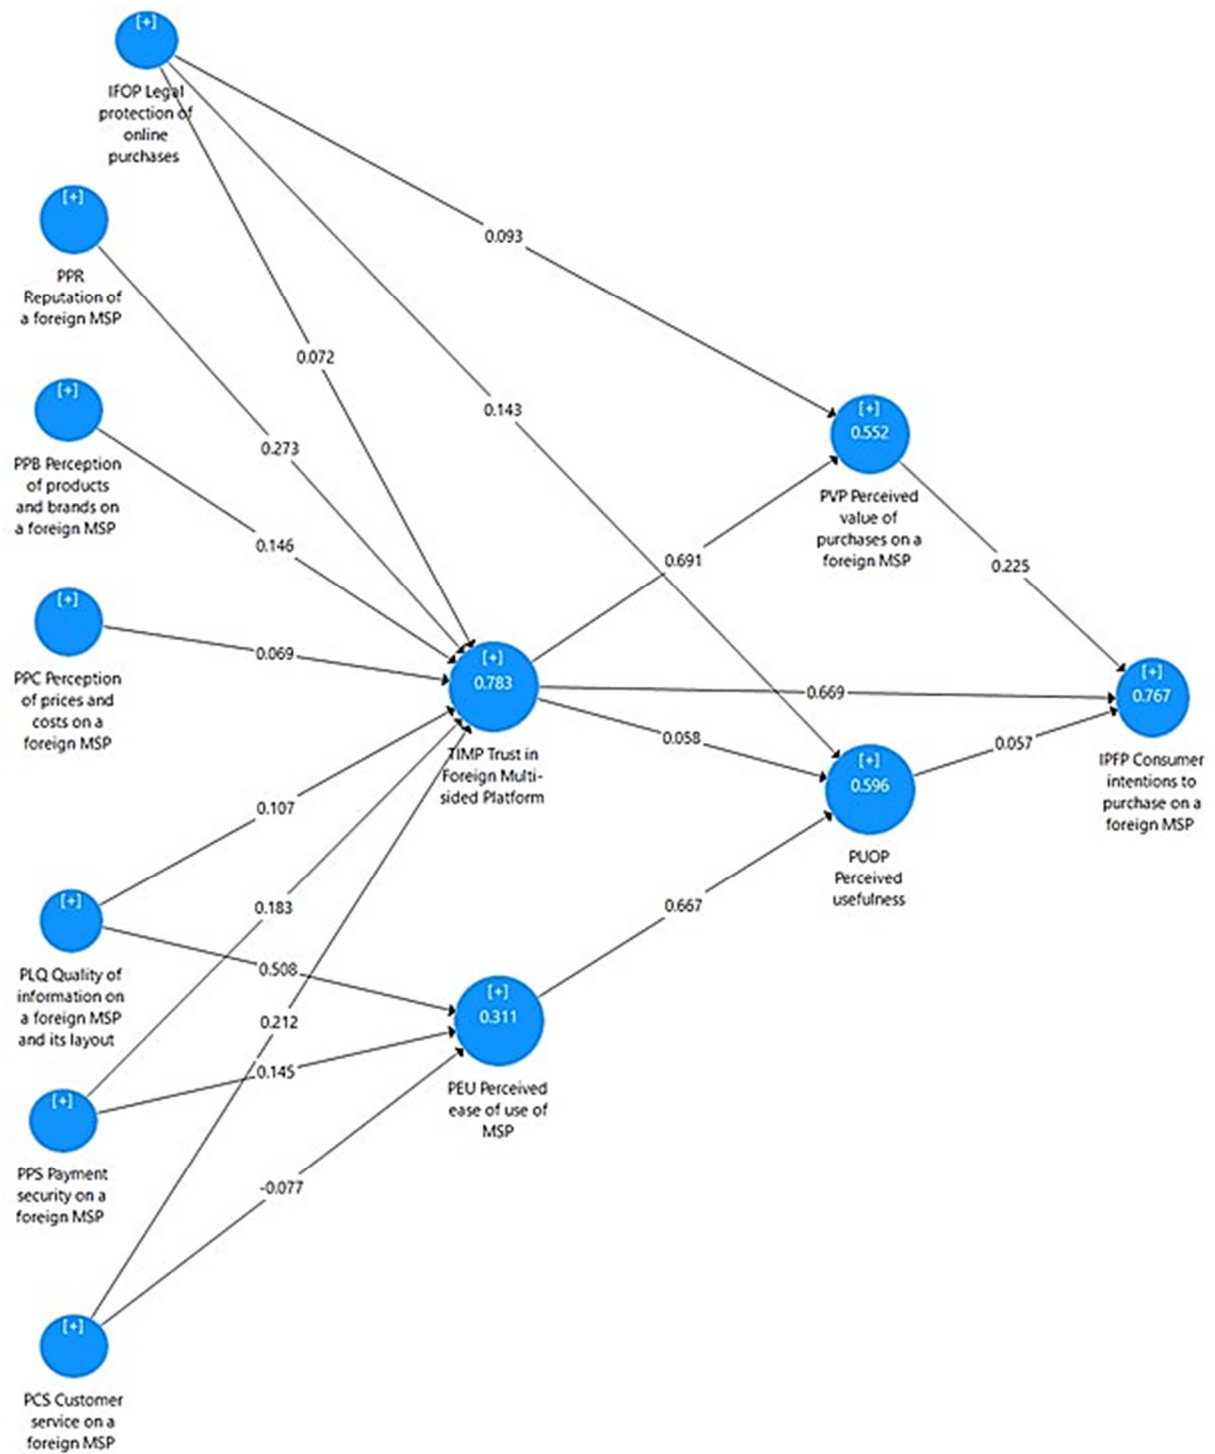 [+]
IFOP Legal
protection of
online
purchases
[+]
PPR
Reputation of
a foreign MSP
[+]
PPB Perception
of products
and brands on
a foreign MSP
[+]
PPC Perception
of prices and
costs on a
foreign MSP
[+]
PLQ Quality of
information on
a foreign MSP
and its layout
[+]
PPS Payment
security on a
foreign MSP
[+]
PCS Customer
service on a
foreign MSP
0.093
0.072
0.143
0.273
0.146
0.069
0.107
0.183
0.508
0.212
0.145
-0.077
[+]
0.783
TIMP Trust in
Foreign Multi-
sided Platform
[+]
0.311
PEU Perceived
ease of use of
MSP
0.691
0.669
0.058
0.667
[+]
0.552
PVP Perceived
value of
purchases on a
foreign MSP
[+]
0.596
PUOP
Perceived
usefulness
0.225
0.057
[+]
0.767
IPFP Consumer
intentions to
purchase on a
foreign MSP